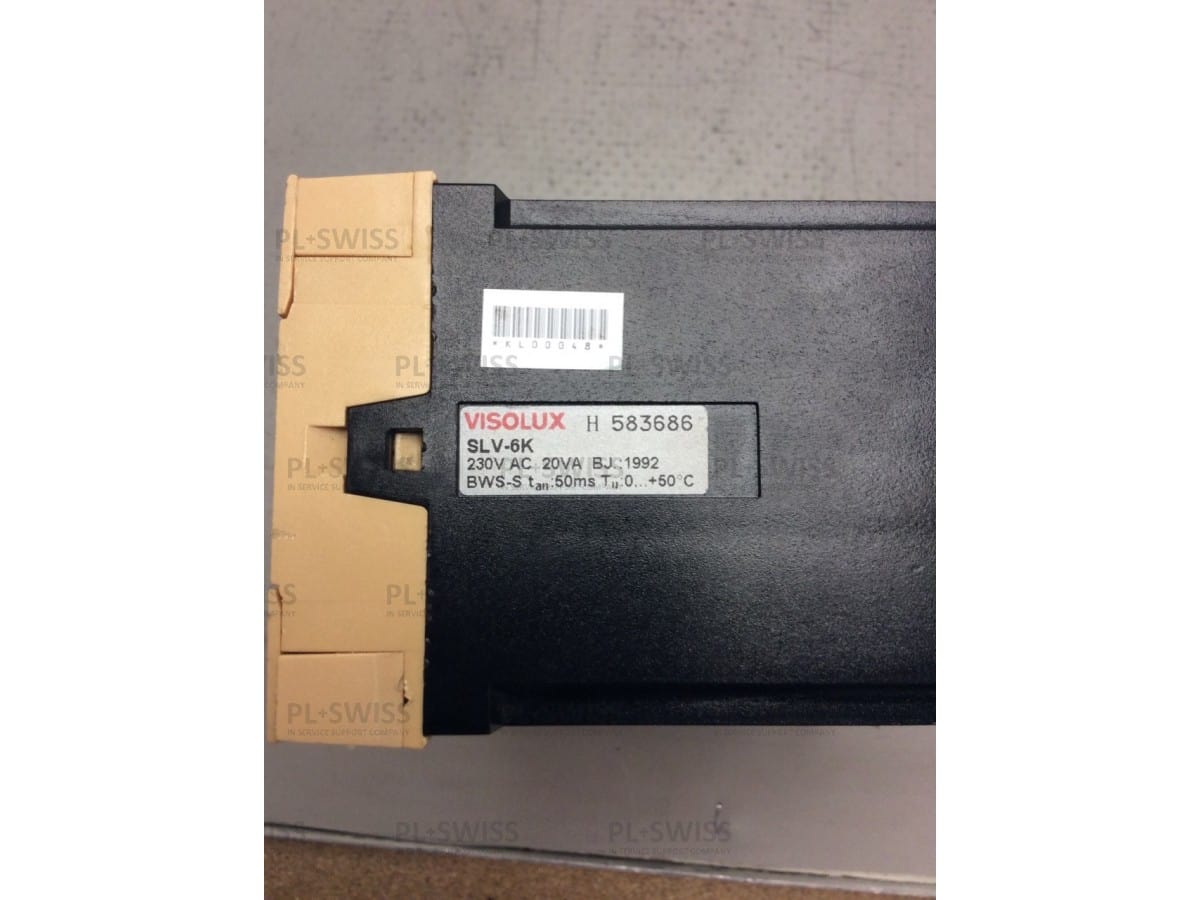 PL+SWISS
IN SERVICE SUPPORT COMPANY
*KL00048*
VISOLUX H 583686
SLV-6K
230V AC 20VA BJ.:1992
BWS-S tan:50ms Tu:0...+50°C